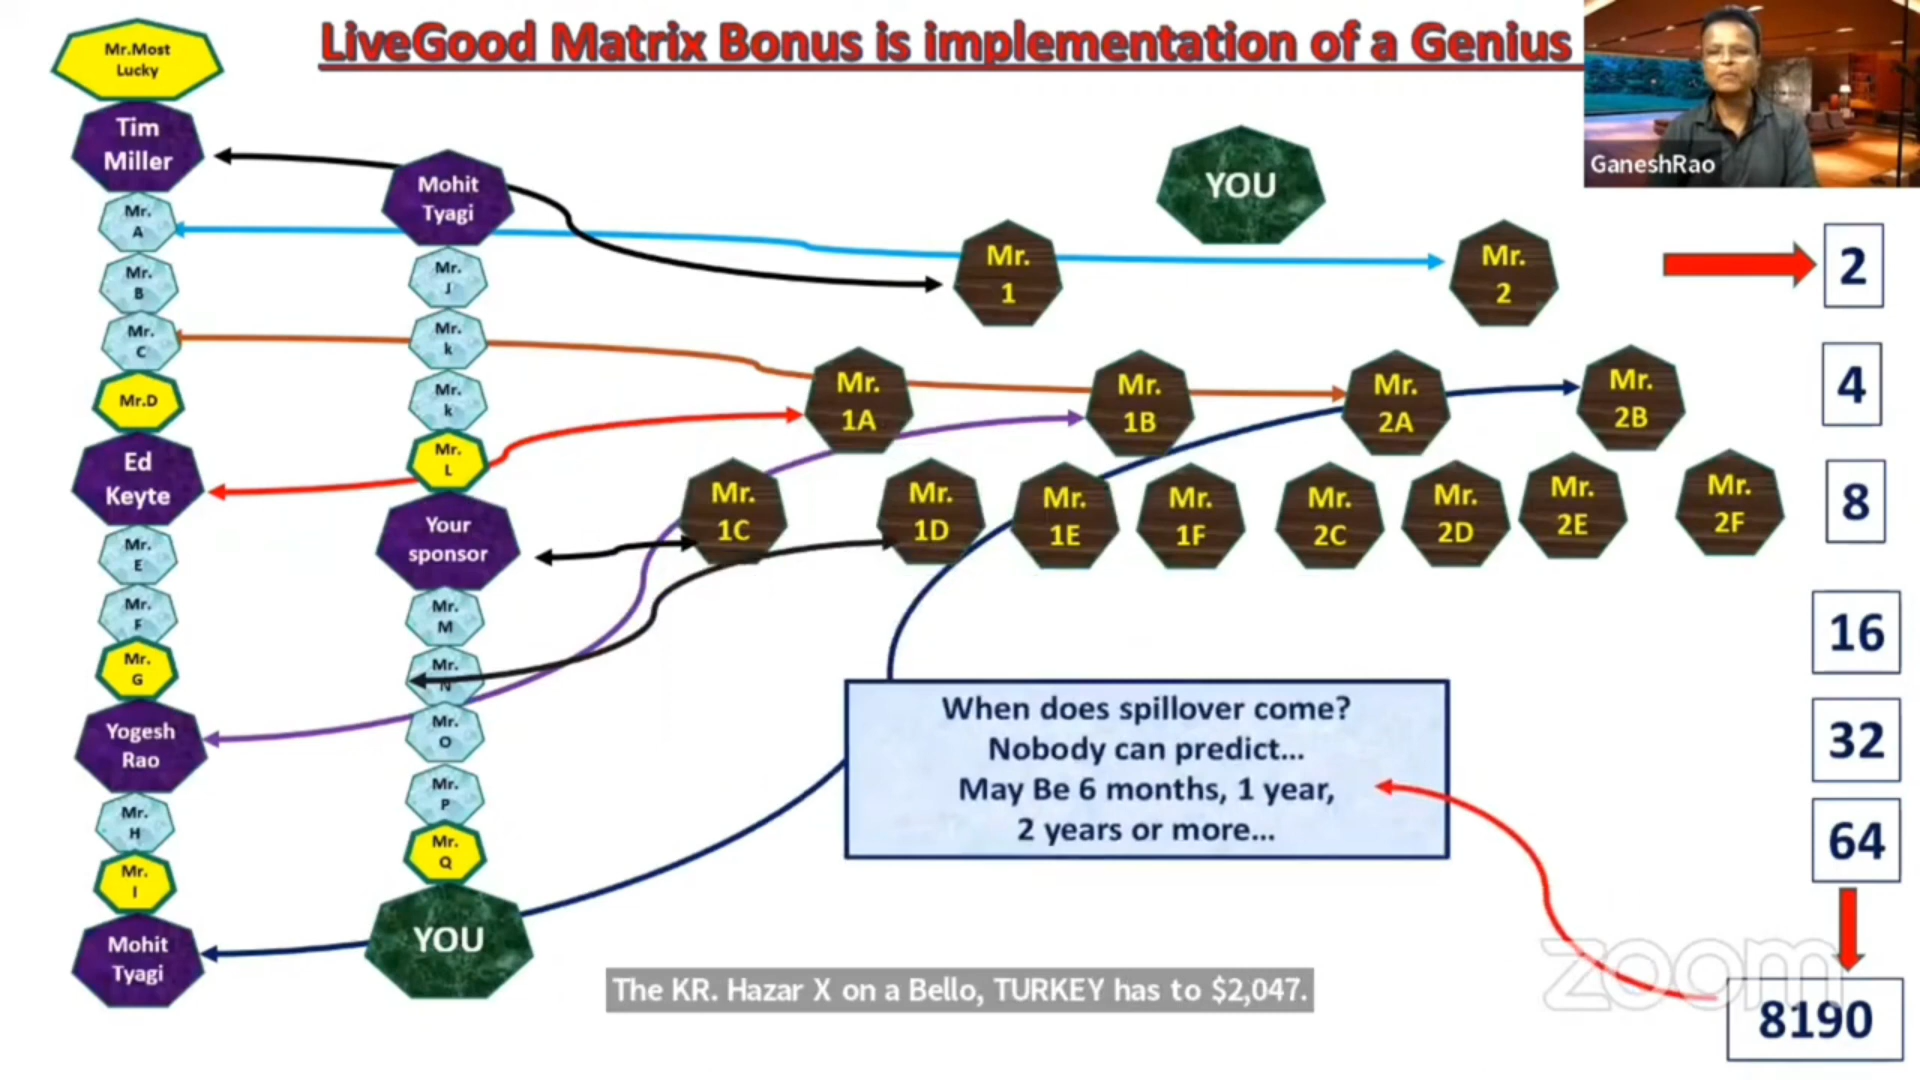 LiveGood Matrix Bonus is implementation of a Genius
GaneshRao
Mr.Most
Lucky
Tim
Miller
Mr.
A
Mr.
B
Mr.
C
Mr.D
Ed
Keyte
Mr.
E
Mr.
F
Mr.
G
Yogesh
Rao
Mr.
H
Mr.
I
Mohit
Tyagi
Mohit
Tyagi
Mr.
J
Mr.
k
Mr.
k
Mr.
L
Your
sponsor
Mr.
M
Mr.
N
Mr.
O
Mr.
P
Mr.
Q
YOU
YOU
Mr.
1
Mr.
2
2
Mr.
1A
Mr.
1B
Mr.
2A
Mr.
2B
4
Mr.
1C
Mr.
1D
Mr.
1E
Mr.
1F
Mr.
2C
Mr.
2D
Mr.
2E
Mr.
2F
8
16
32
64
8190
When does spillover come?
Nobody can predict...
May Be 6 months, 1 year,
2 years or more...
The KR. Hazar X on a Bello, TURKEY has to $2,047.
zoom